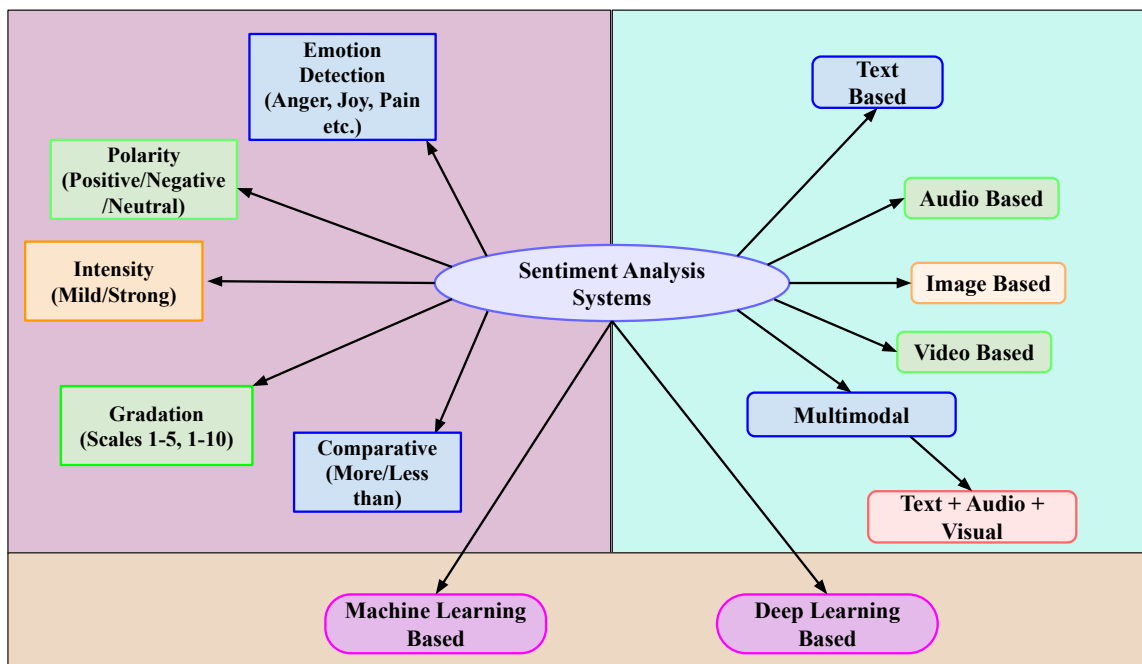 Emotion
Detection
(Anger, Joy, Pain
etc.)
Polarity
(Positive/Negative
/Neutral)
Intensity
(Mild/Strong)
Gradation
(Scales 1-5, 1-10)
Comparative
(More/Less
than)
Sentiment Analysis
Systems
Text
Based
Audio Based
Image Based
Video Based
Multimodal
Text + Audio +
Visual
Machine Learning
Based
Deep Learning
Based